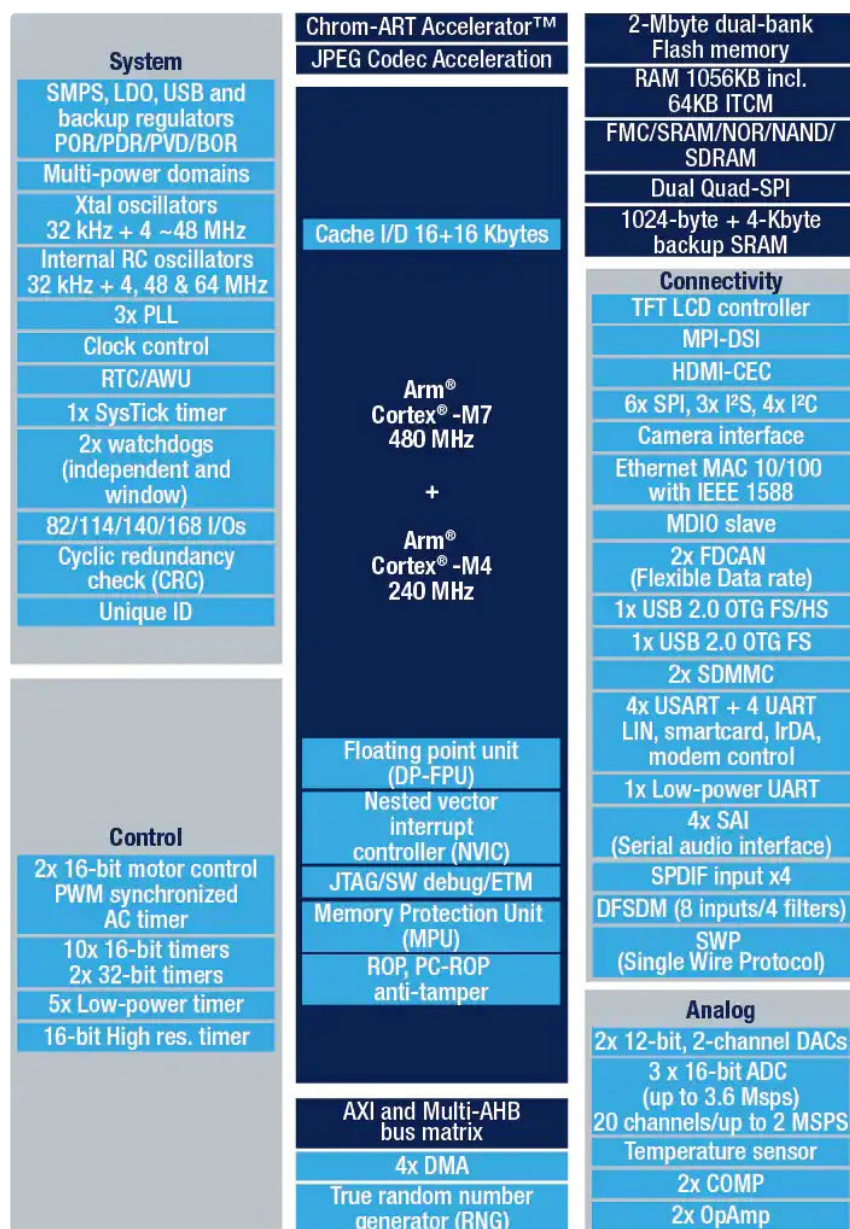 System
SMPS, LDO, USB and
backup regulators
POR/PDR/PVD/BOR
Multi-power domains
Xtal oscillators
32 kHz + 4 ~48 MHz
Internal RC oscillators
32 kHz + 4, 48 & 64 MHz
3x PLL
Clock control
RTC/AWU
1x SysTick timer
2x watchdogs
(independent and
window)
82/114/140/168 I/Os
Cyclic redundancy
check (CRC)
Unique ID
Control
2x 16-bit motor control
PWM synchronized
AC timer
10x 16-bit timers
2x 32-bit timers
5x Low-power timer
16-bit High res. timer
Chrom-ART Accelerator™
JPEG Codec Acceleration
Cache I/D 16+16 Kbytes
Arm®
Cortex® -M7
480 MHz
+
Arm®
Cortex® -M4
240 MHz
Floating point unit
(DP-FPU)
Nested vector
interrupt
controller (NVIC)
JTAG/SW debug/ETM
Memory Protection Unit
(MPU)
ROP, PC-ROP
anti-tamper
AXI and Multi-AHB
bus matrix
4x DMA
True random number
generator (RNG)
2-Mbyte dual-bank
Flash memory
RAM 1056KB incl.
64KB ITCM
FMC/SRAM/NOR/NAND/
SDRAM
Dual Quad-SPI
1024-byte + 4-Kbyte
backup SRAM
Connectivity
TFT LCD controller
MPI-DSI
HDMI-CEC
6x SPI, 3x I²S, 4x I²C
Camera interface
Ethernet MAC 10/100
with IEEE 1588
MDIO slave
2x FDCAN
(Flexible Data rate)
1x USB 2.0 OTG FS/HS
1x USB 2.0 OTG FS
2x SDMMC
4x USART + 4 UART
LIN, smartcard, IrDA,
modem control
1x Low-power UART
4x SAI
(Serial audio interface)
SPDIF input x4
DFSDM (8 inputs/4 filters)
SWP
(Single Wire Protocol)
Analog
2x 12-bit, 2-channel DACs
3 x 16-bit ADC
(up to 3.6 Msps)
20 channels/up to 2 MSPS
Temperature sensor
2x COMP
2x OpAmp